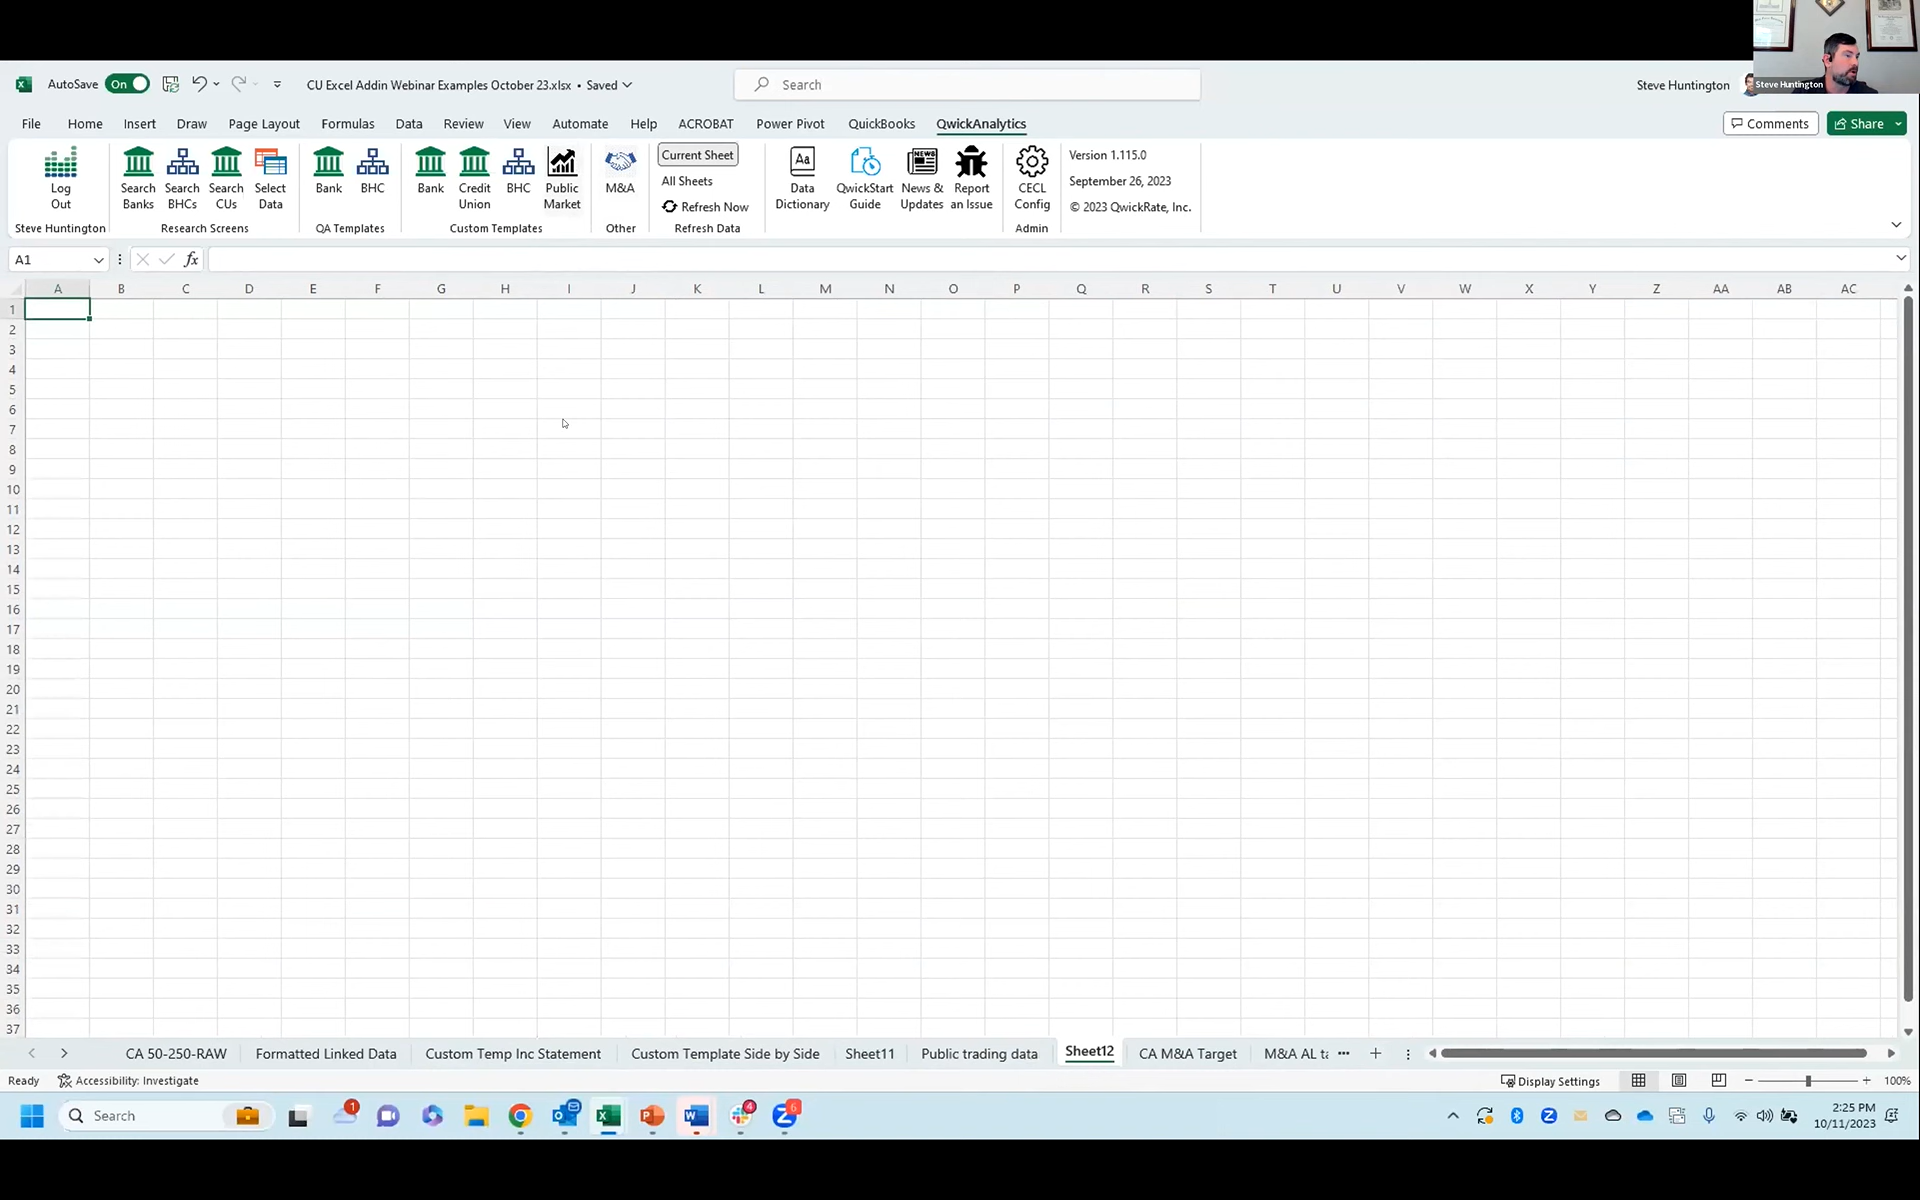 AutoSave On CU Excel Addin Webinar Examples October 23.xlsx • Saved Search Steve Huntington Steve Huntington
File Home Insert Draw Page Layout Formulas Data Review View Automate Help ACROBAT Power Pivot QuickBooks QwickAnalytics Comments Share
Log Out
Steve Huntington
Search Banks
Search BHCs
Search CUs
Select Data
Research Screens
Bank
BHC
QA Templates
Bank
Credit Union
BHC
Public Market
Custom Templates
M&A
Other
Current Sheet
All Sheets
Refresh Now
Refresh Data
Aa
Data Dictionary
QwickStart Guide
NEWS
News & Updates
Report an Issue
CECL Config
Admin
Version 1.115.0
September 26, 2023
© 2023 QwickRate, Inc.
A1 fx
A B C D E F G H I J K L M N O P Q R S T U V W X Y Z AA AB AC
1
2
3
4
5
6
7
8
9
10
11
12
13
14
15
16
17
18
19
20
21
22
23
24
25
26
27
28
29
30
31
32
33
34
35
36
37
CA 50-250-RAW Formatted Linked Data Custom Temp Inc Statement Custom Template Side by Side Sheet11 Public trading data Sheet12 CA M&A Target M&A AL ta ...
Ready Accessibility: Investigate Display Settings 100%
Search 1 4 6 2:25 PM
10/11/2023